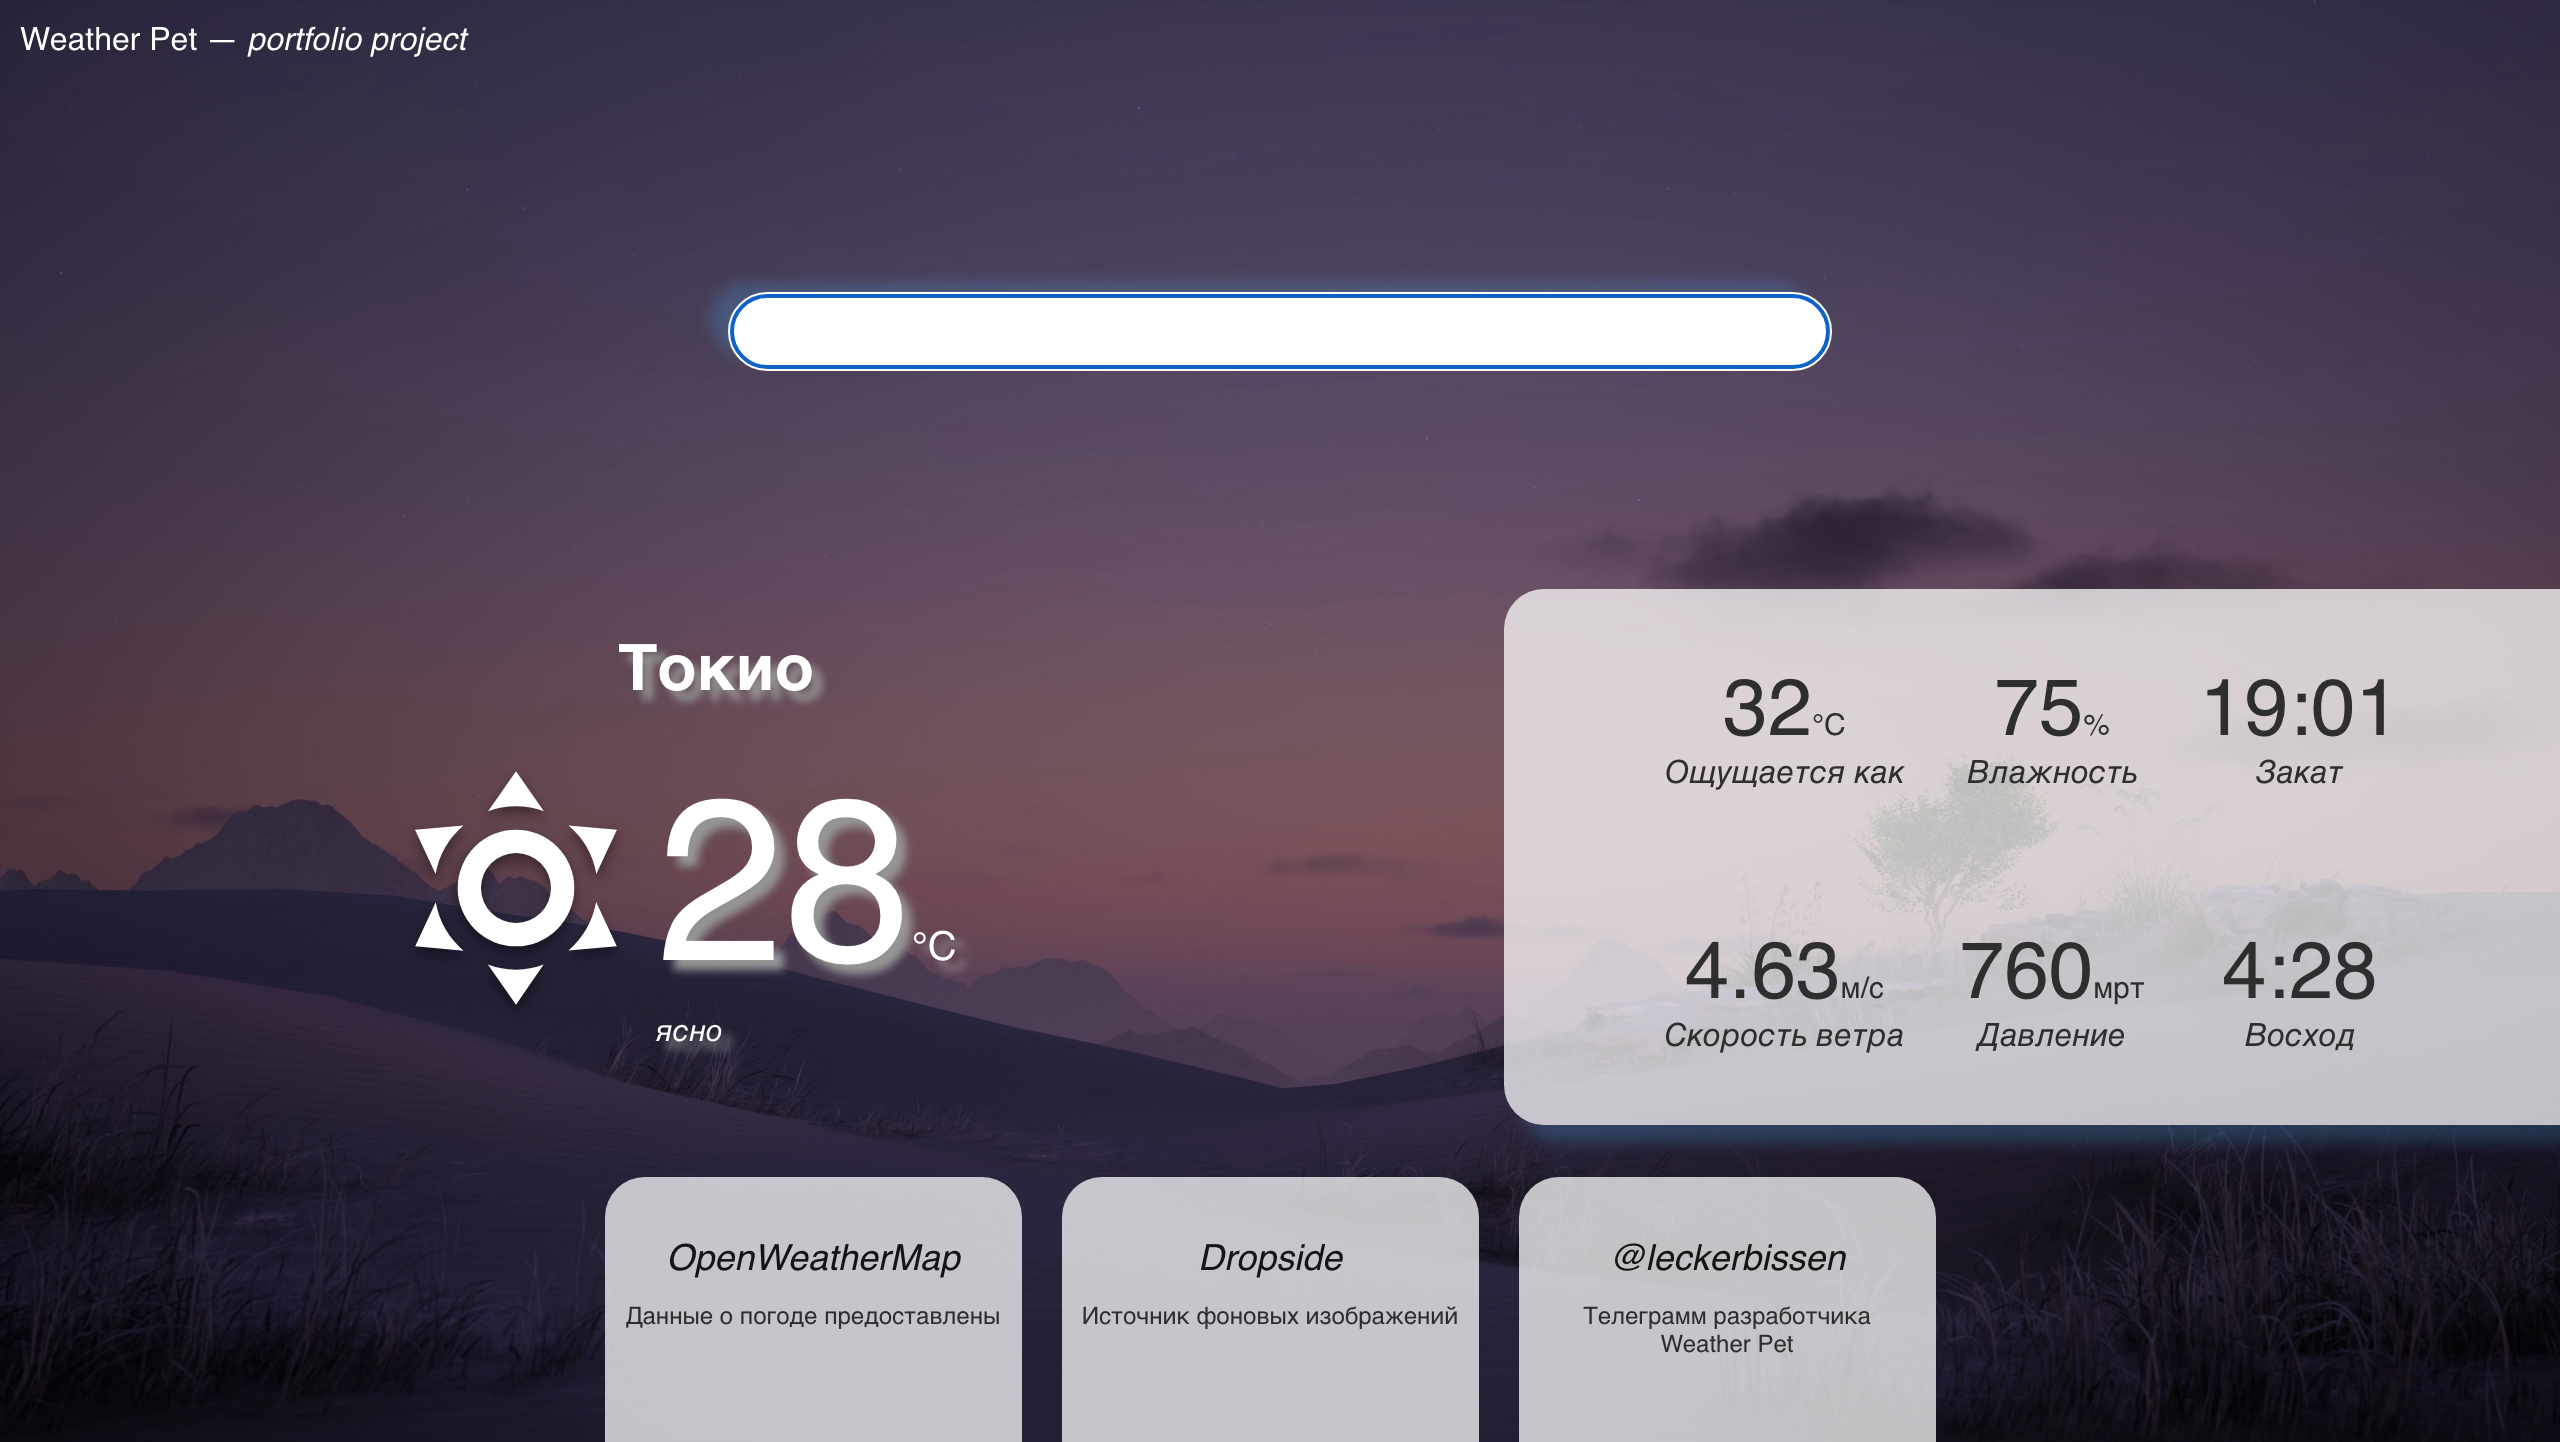 Weather Pet — portfolio project
Токио
28°C
ясно
32°C 75% 19:01
Ощущается как Влажность Закат
4.63м/с 760мрт 4:28
Скорость ветра Давление Восход
OpenWeatherMap
Данные о погоде предоставлены
Dropside
Источник фоновых изображений
@leckerbissen
Телеграмм разработчика
Weather Pet